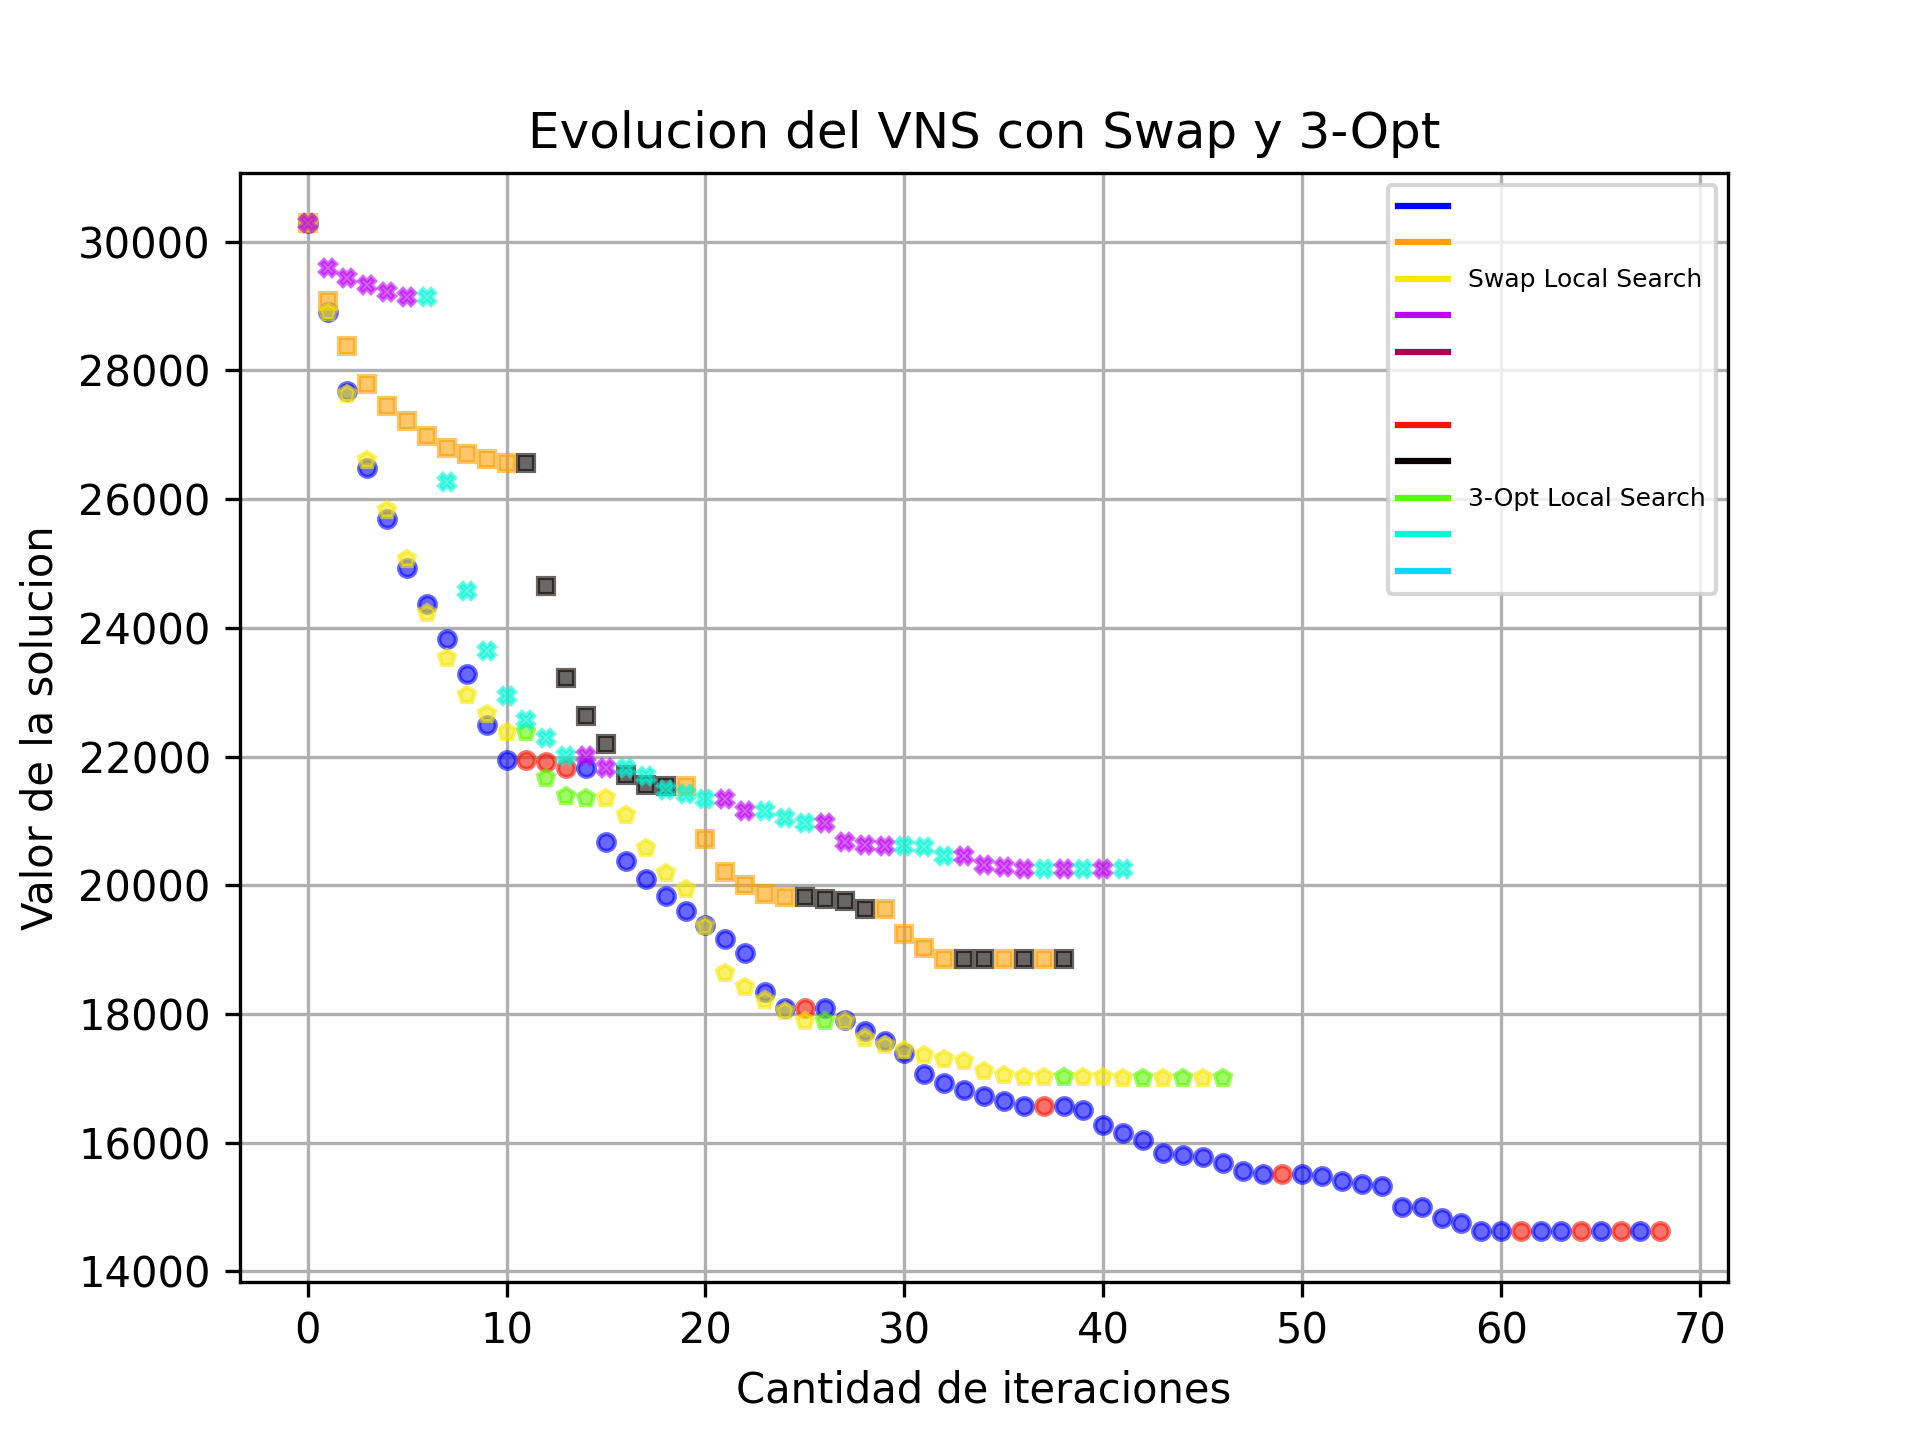 Evolucion del VNS con Swap y 3-Opt
Valor de la solucion
30000
28000
26000
24000
22000
20000
18000
16000
14000
Swap Local Search
3-Opt Local Search
0 10 20 30 40 50 60 70
Cantidad de iteraciones